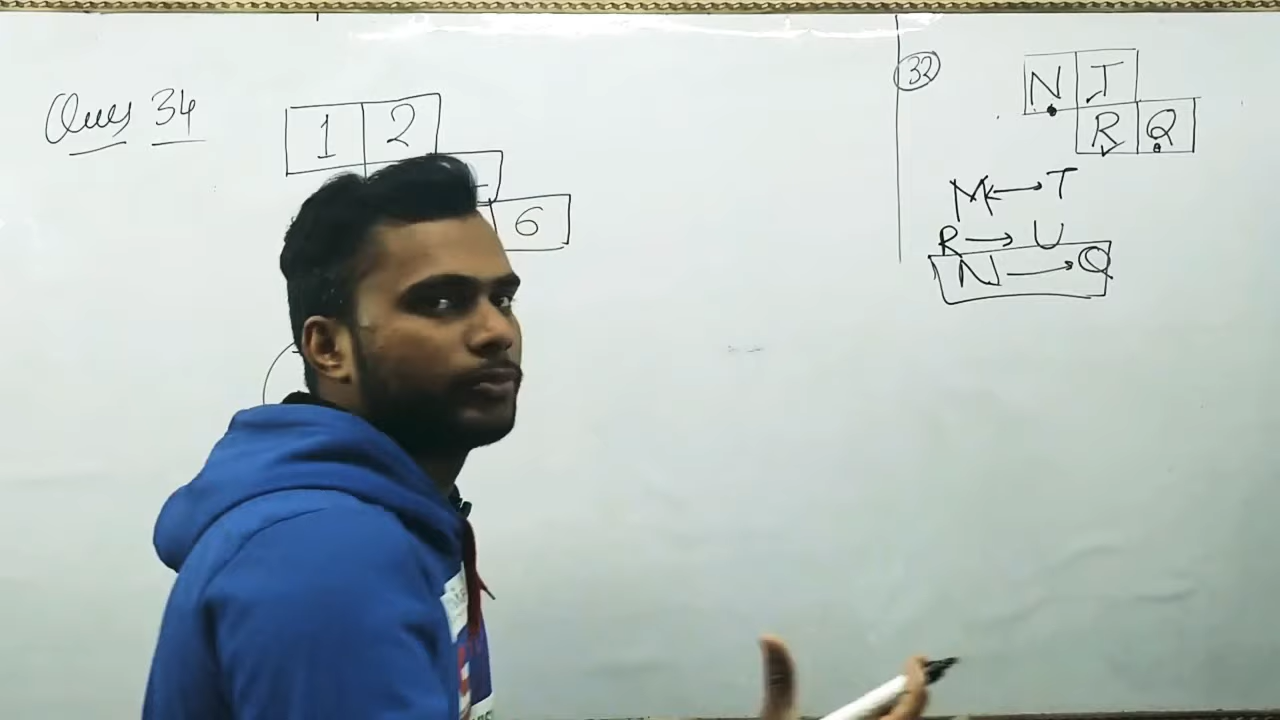 Ques 34
1 2
6
32
N T
R Q
M ↔ T
R → U
N → Q